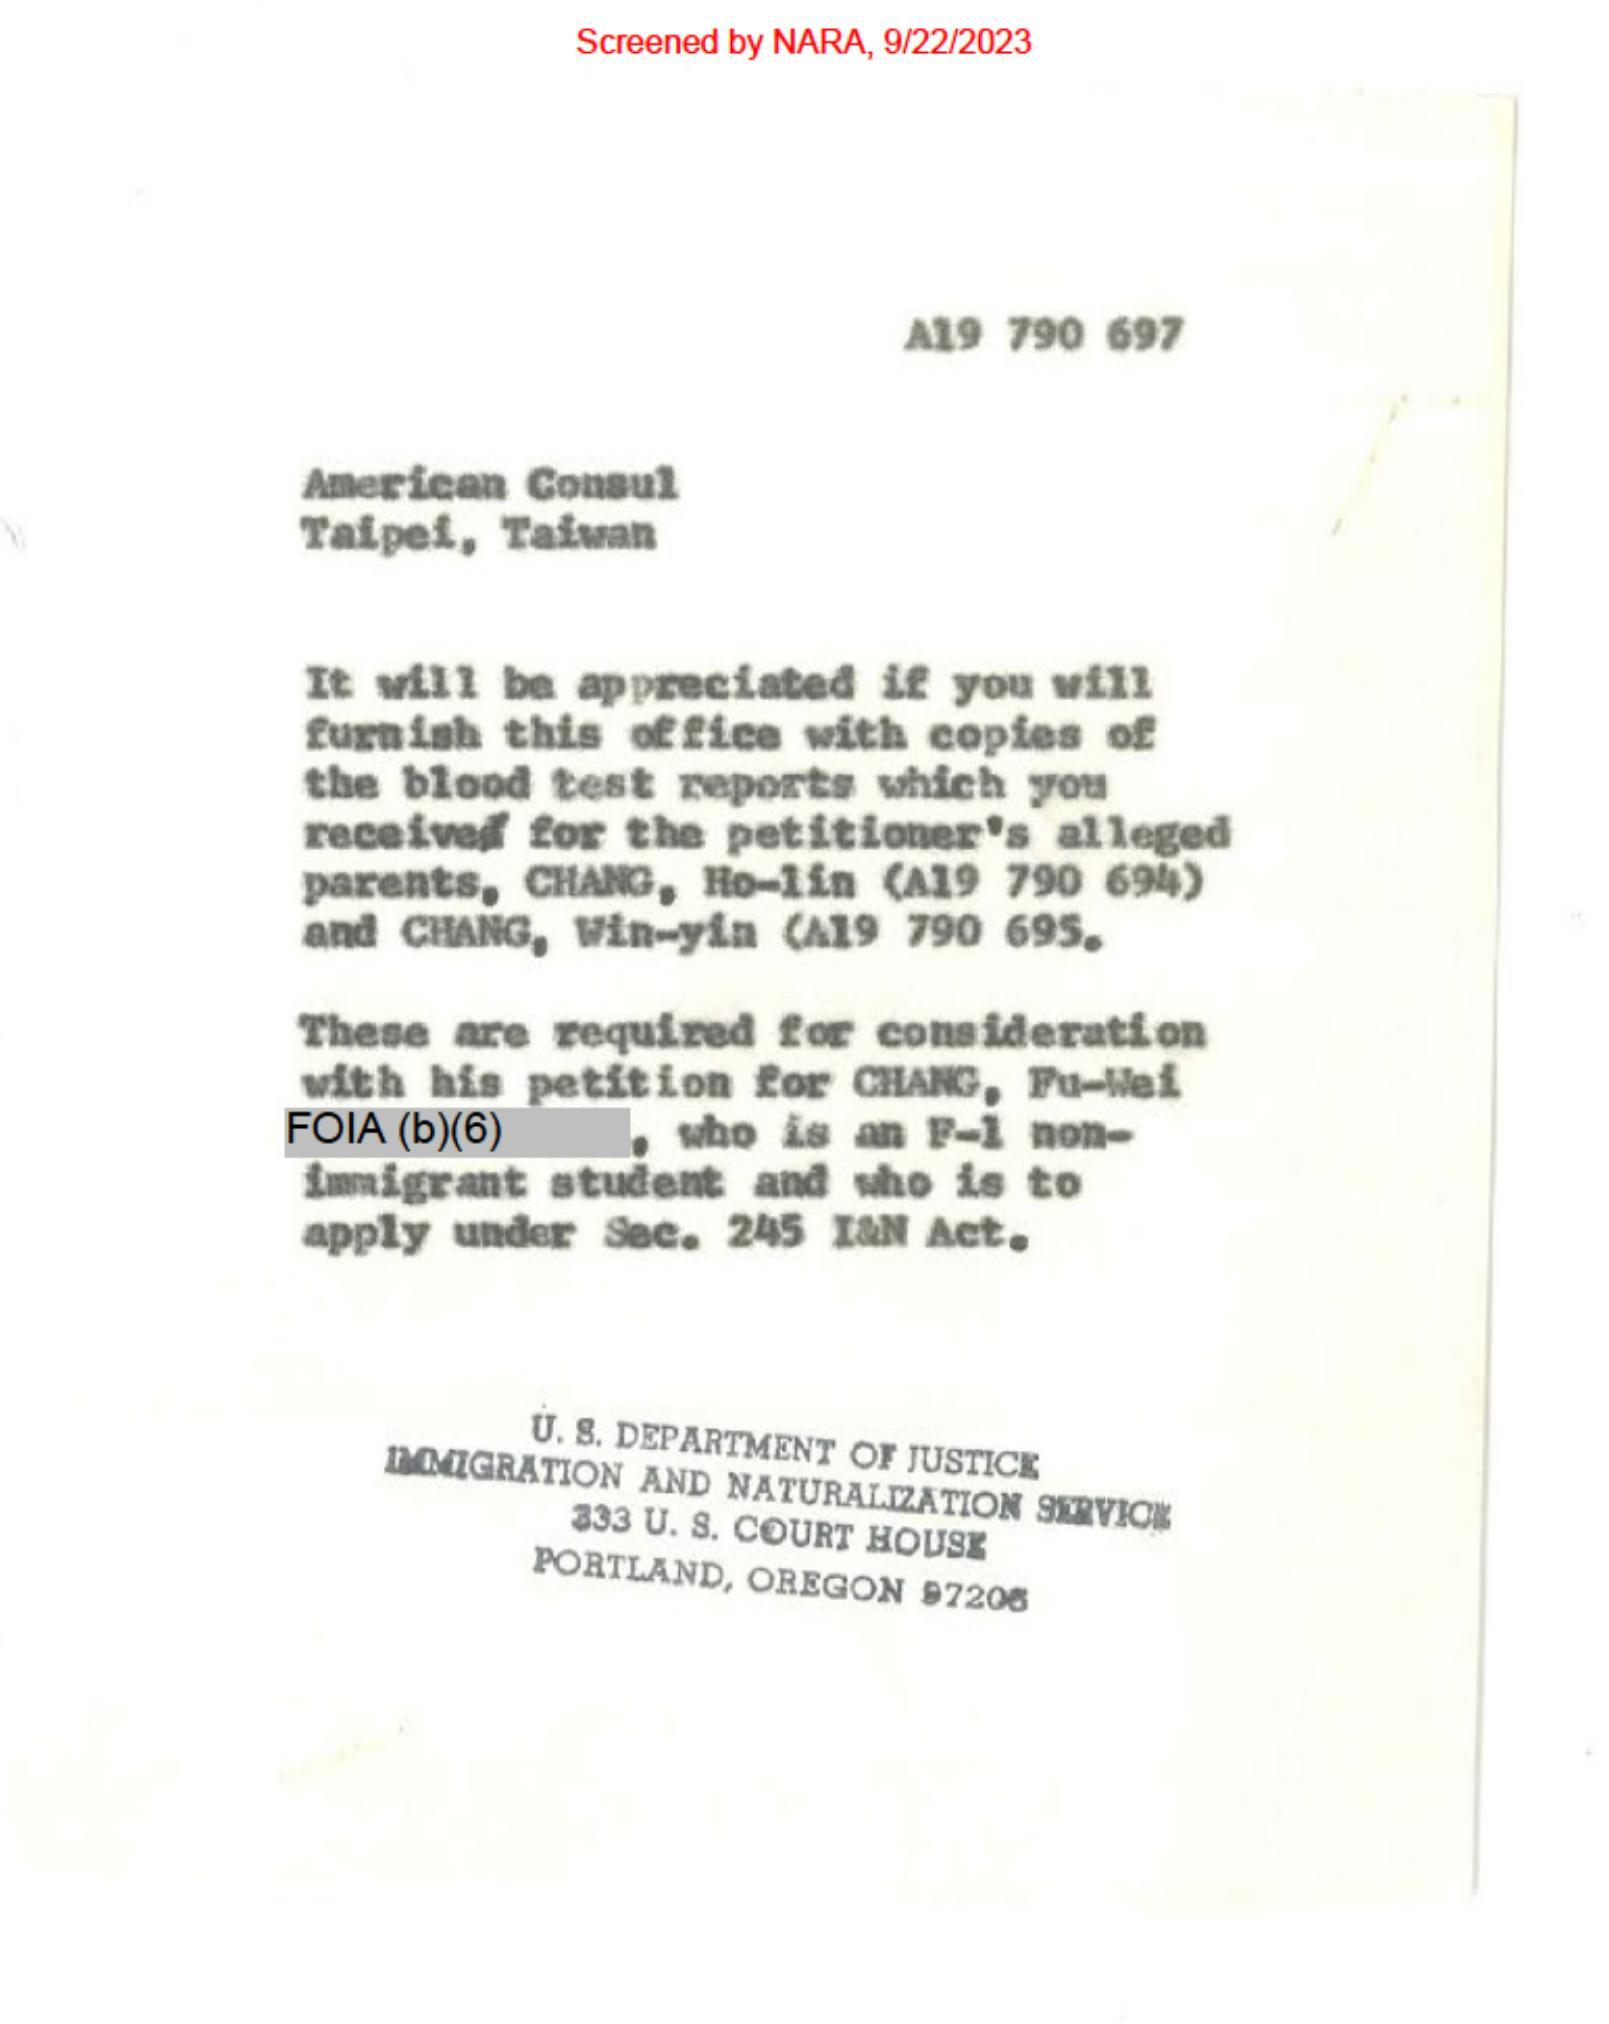 Screened by NARA, 9/22/2023
A19 790 697
American Consul
Taipei, Taiwan
It will be appreciated if you will
furnish this office with copies of
the blood test reports which you
received for the petitioner's alleged
parents, CHANG, Ho-lin (A19 790 694)
and CHANG, Win-yin (A19 790 695.
These are required for consideration
with his petition for CHANG, Fu-Wei
FOIA (b)(6), who is an F-1 non-
immigrant student and who is to
apply under Sec. 245 I&N Act.
U. S. DEPARTMENT OF JUSTICE
IMMIGRATION AND NATURALIZATION SERVICE
333 U. S. COURT HOUSE
PORTLAND, OREGON 97205